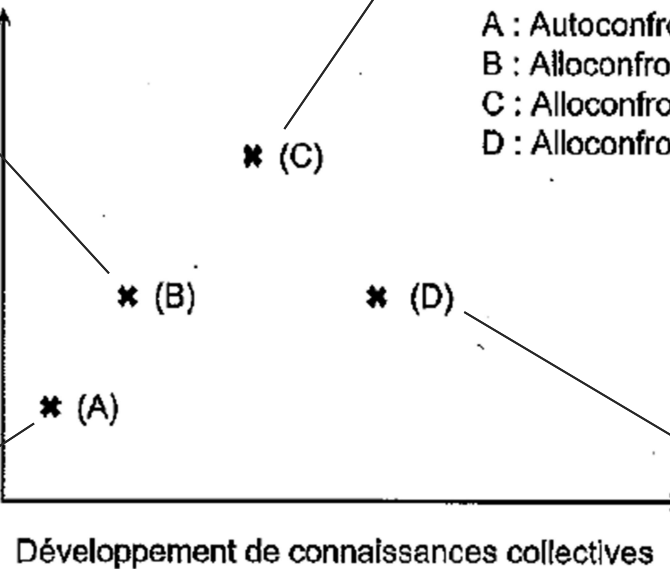 A : Autoconfro
B : Alloconfro
C : Alloconfro
D : Alloconfro
(C)
(B)
(D)
(A)
Développement de connaissances collectives